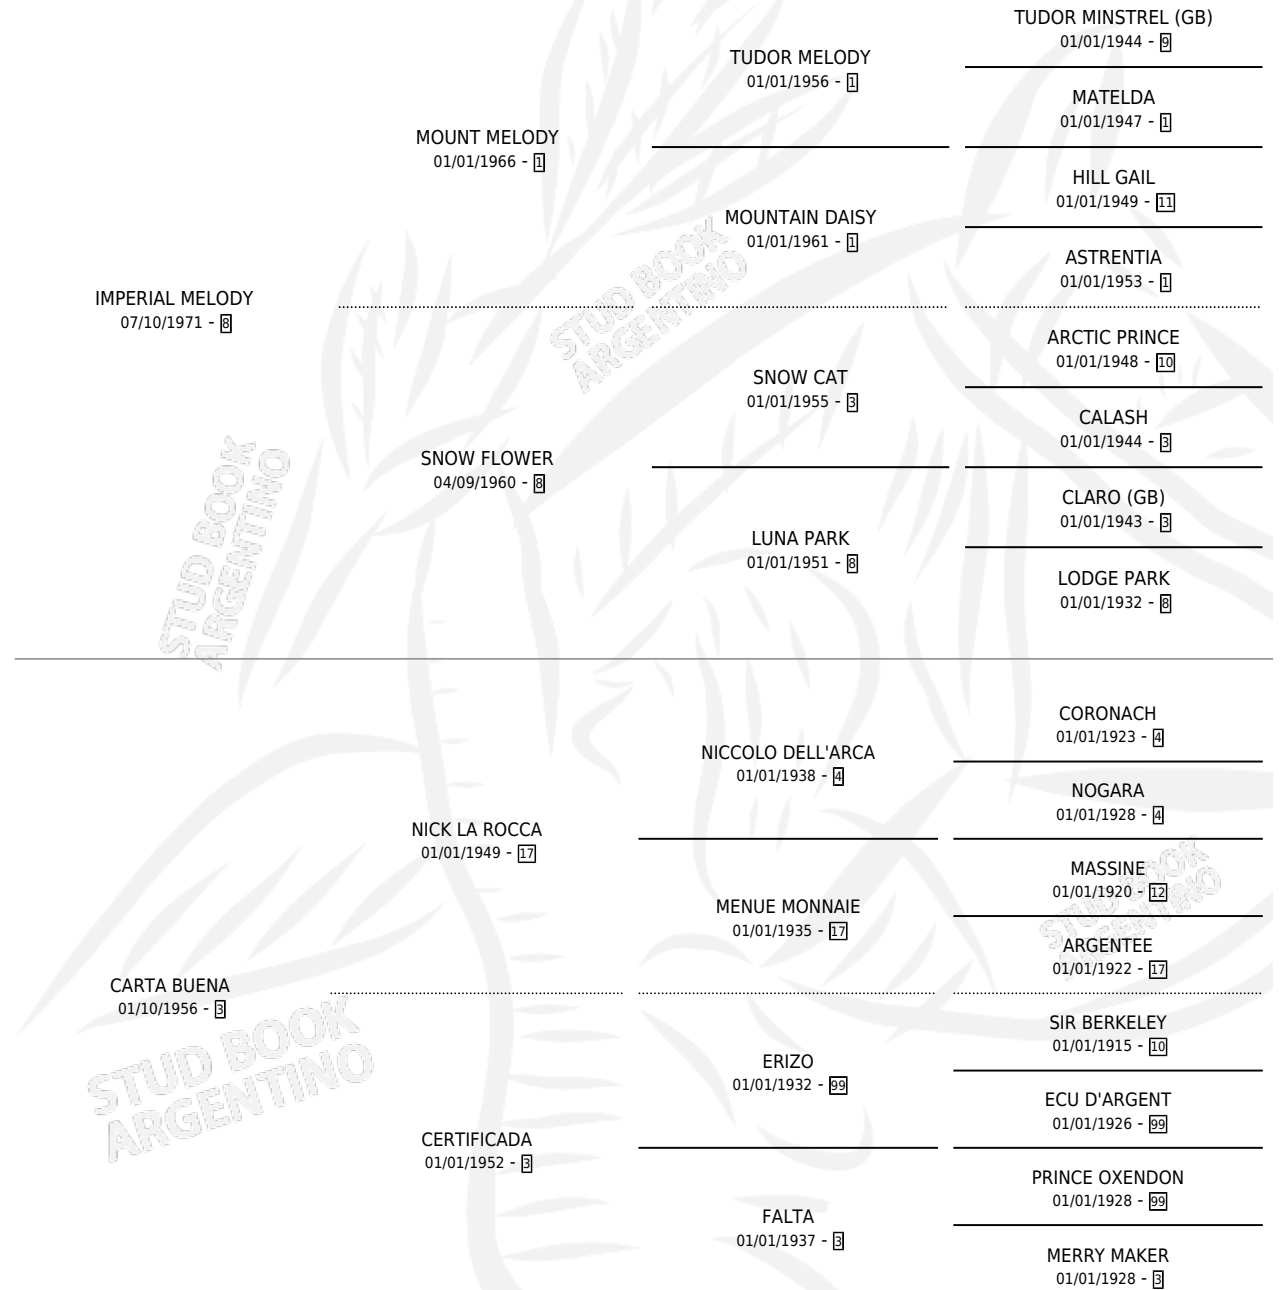 TUDOR MINSTREL (GB)
01/01/1944 - 9
TUDOR MELODY
01/01/1956 - 1
MATELDA
01/01/1947 - 1
MOUNT MELODY
01/01/1966 - 1
HILL GAIL
01/01/1949 - 11
MOUNTAIN DAISY
01/01/1961 - 1
ASTRENTIA
01/01/1953 - 1
IMPERIAL MELODY
07/10/1971 - 8
ARCTIC PRINCE
01/01/1948 - 10
SNOW CAT
01/01/1955 - 3
CALASH
01/01/1944 - 3
SNOW FLOWER
04/09/1960 - 8
CLARO (GB)
01/01/1943 - 3
LUNA PARK
01/01/1951 - 8
LODGE PARK
01/01/1932 - 8
CORONACH
01/01/1923 - 4
NICCOLO DELL'ARCA
01/01/1938 - 4
NOGARA
01/01/1928 - 4
NICK LA ROCCA
01/01/1949 - 17
MASSINE
01/01/1920 - 12
MENUE MONNAIE
01/01/1935 - 17
ARGENTEE
01/01/1922 - 17
CARTA BUENA
01/10/1956 - 3
SIR BERKELEY
01/01/1915 - 10
ERIZO
01/01/1932 - 99
ECU D'ARGENT
01/01/1926 - 99
CERTIFICADA
01/01/1952 - 3
PRINCE OXENDON
01/01/1928 - 99
FALTA
01/01/1937 - 3
MERRY MAKER
01/01/1928 - 3
STUD BOOK
ARGENTINO
STUD BOOK
ARGENTINO
STUD BOOK
ARGENTINO
STUD BOOK
ARGENTINO